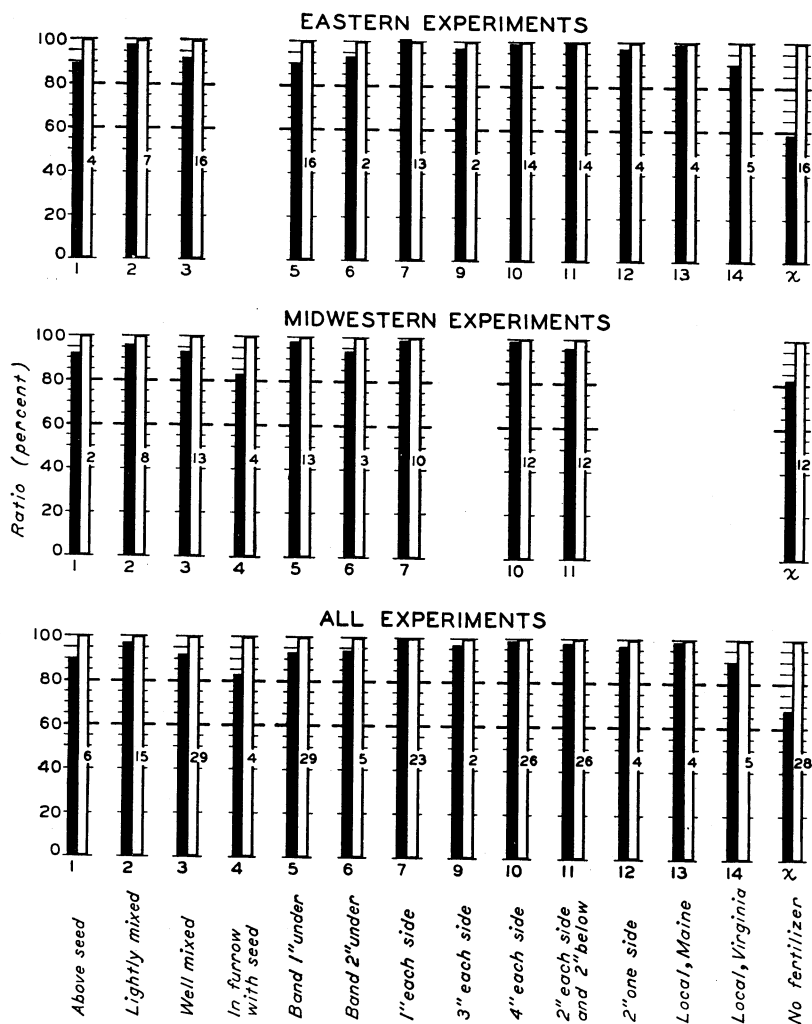 EASTERN EXPERIMENTS
100
80
60
40
20
0
4 7 16 16 2 13 2 14 14 4 4 5 16
1 2 3 5 6 7 9 10 11 12 13 14 x
MIDWESTERN EXPERIMENTS
Ratio (percent)
100
80
60
40
20
0
2 8 13 4 13 3 10 12 12 12
1 2 3 4 5 6 7 10 11 x
ALL EXPERIMENTS
100
80
60
40
20
0
6 15 29 4 29 5 23 2 26 26 4 4 5 28
1 2 3 4 5 6 7 9 10 11 12 13 14 x
Above seed
Lightly mixed
Well mixed
In furrow
with seed
Band 1" under
Band 2" under
1" each side
3" each side
4" each side
2" each side
and 2" below
2" one side
Local, Maine
Local, Virginia
No fertilizer